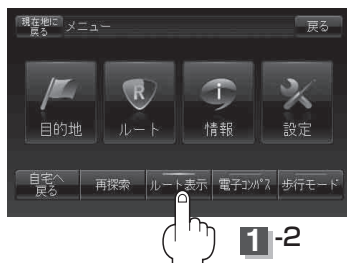 現在地に
戻る
メニュー
戻る
目的地
ルート
情報
設定
自宅へ
戻る
再探索
ルート表示
電子ｺﾝﾊﾟｽ
歩行モード
1-2